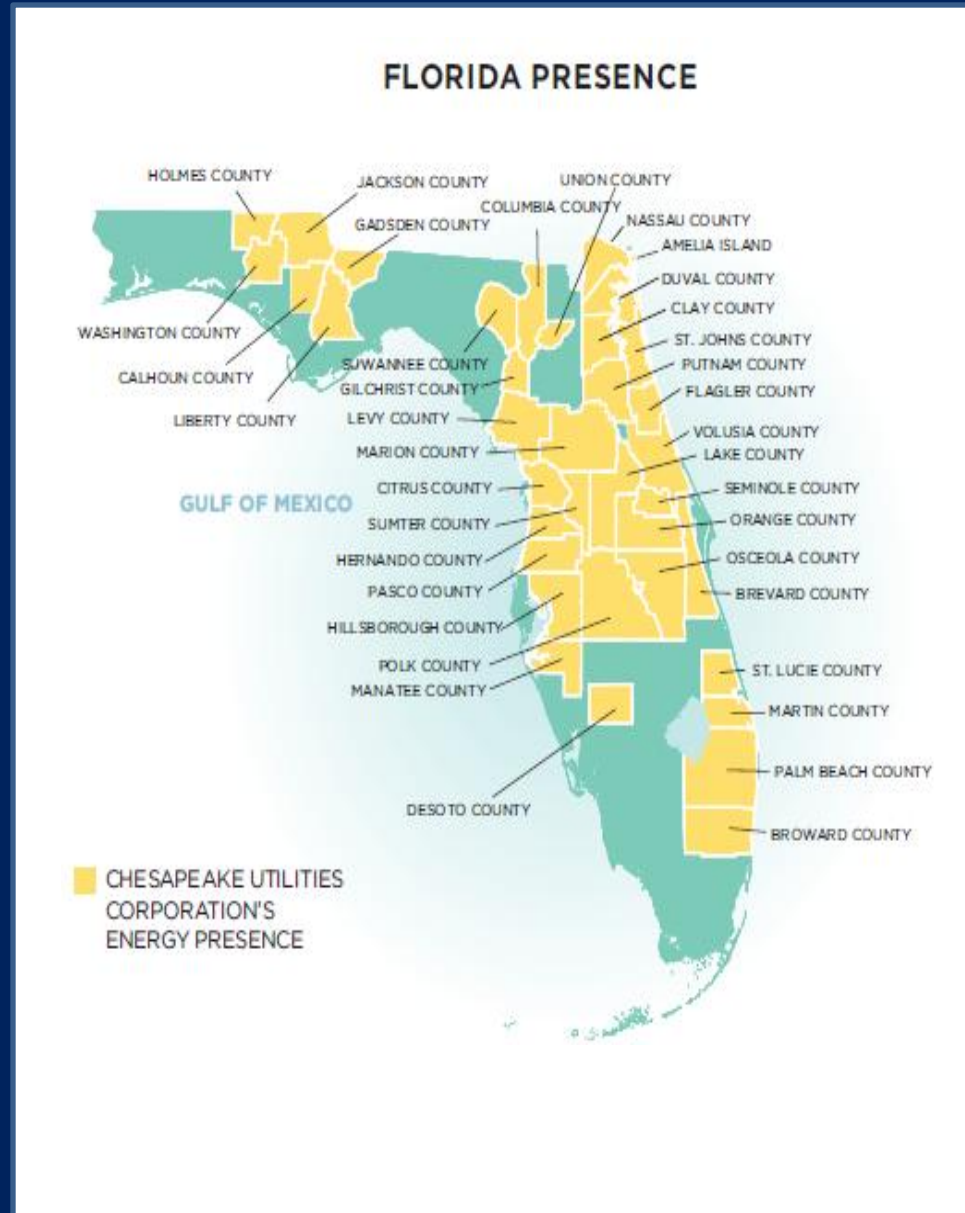 FLORIDA PRESENCE
HOLMES COUNTY
JACKSON COUNTY
UNION COUNTY
COLUMBIA COUNTY
GADSDEN COUNTY
NASSAU COUNTY
AMELIA ISLAND
DUVAL COUNTY
CLAY COUNTY
WASHINGTON COUNTY
ST. JOHNS COUNTY
SUWANNEE COUNTY
PUTNAM COUNTY
CALHOUN COUNTY
GILCHRIST COUNTY
FLAGLER COUNTY
LIBERTY COUNTY
LEVY COUNTY
VOLUSIA COUNTY
MARION COUNTY
LAKE COUNTY
CITRUS COUNTY
SEMINOLE COUNTY
GULF OF MEXICO
SUMTER COUNTY
ORANGE COUNTY
HERNANDO COUNTY
OSCEOLA COUNTY
PASCO COUNTY
BREVARD COUNTY
HILLSBOROUGH COUNTY
POLK COUNTY
ST. LUCIE COUNTY
MANATEE COUNTY
MARTIN COUNTY
PALM BEACH COUNTY
DESOTO COUNTY
BROWARD COUNTY
CHESAPEAKE UTILITIES
CORPORATION'S
ENERGY PRESENCE